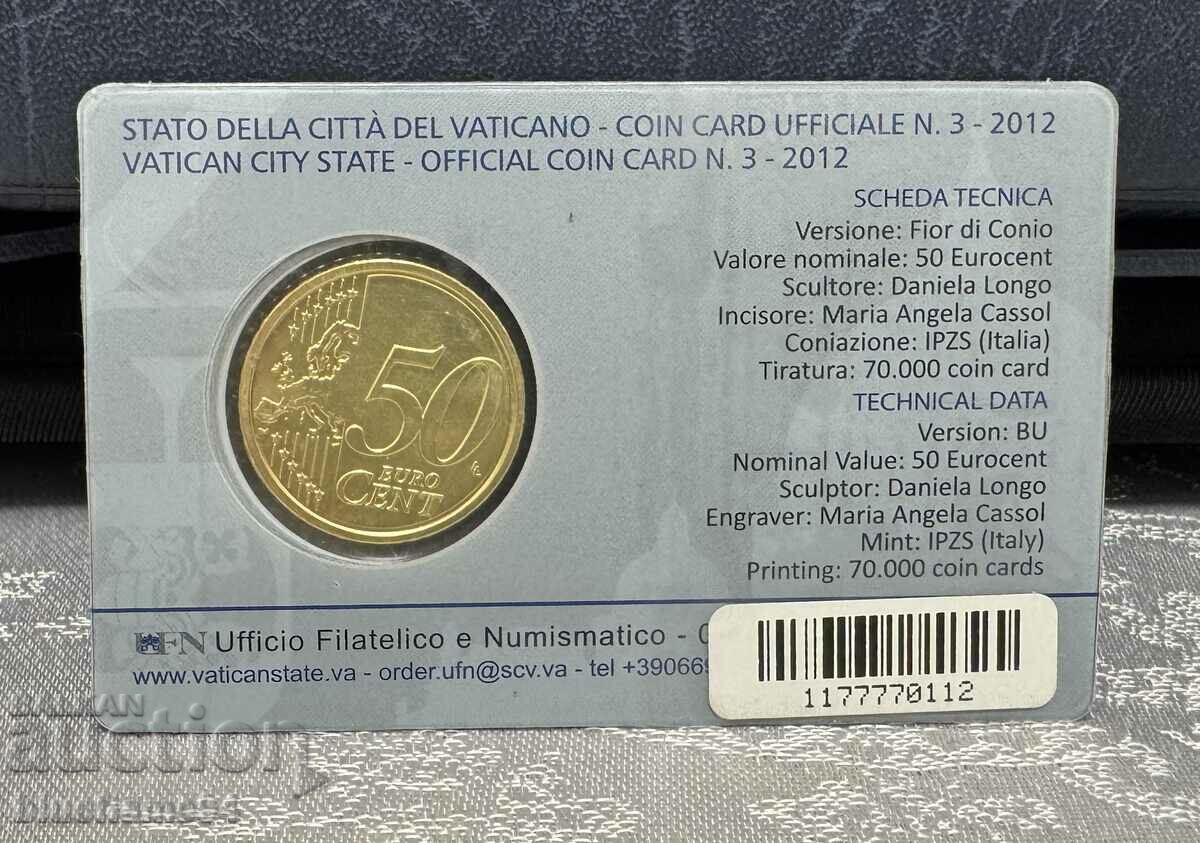 STATO DELLA CITTÀ DEL VATICANO - COIN CARD UFFICIALE N. 3 - 2012
VATICAN CITY STATE - OFFICIAL COIN CARD N. 3 - 2012
SCHEDA TECNICA
Versione: Fior di Conio
Valore nominale: 50 Eurocent
Scultore: Daniela Longo
Incisore: Maria Angela Cassol
Coniazione: IPZS (Italia)
Tiratura: 70.000 coin card
TECHNICAL DATA
Version: BU
Nominal Value: 50 Eurocent
Sculptor: Daniela Longo
Engraver: Maria Angela Cassol
Mint: IPZS (Italy)
Printing: 70.000 coin cards
50
EURO
CENT
UFN Ufficio Filatelico e Numismatico -
www.vaticanstate.va - order.ufn@scv.va - tel +390669
1177770112
BALKAN
auction